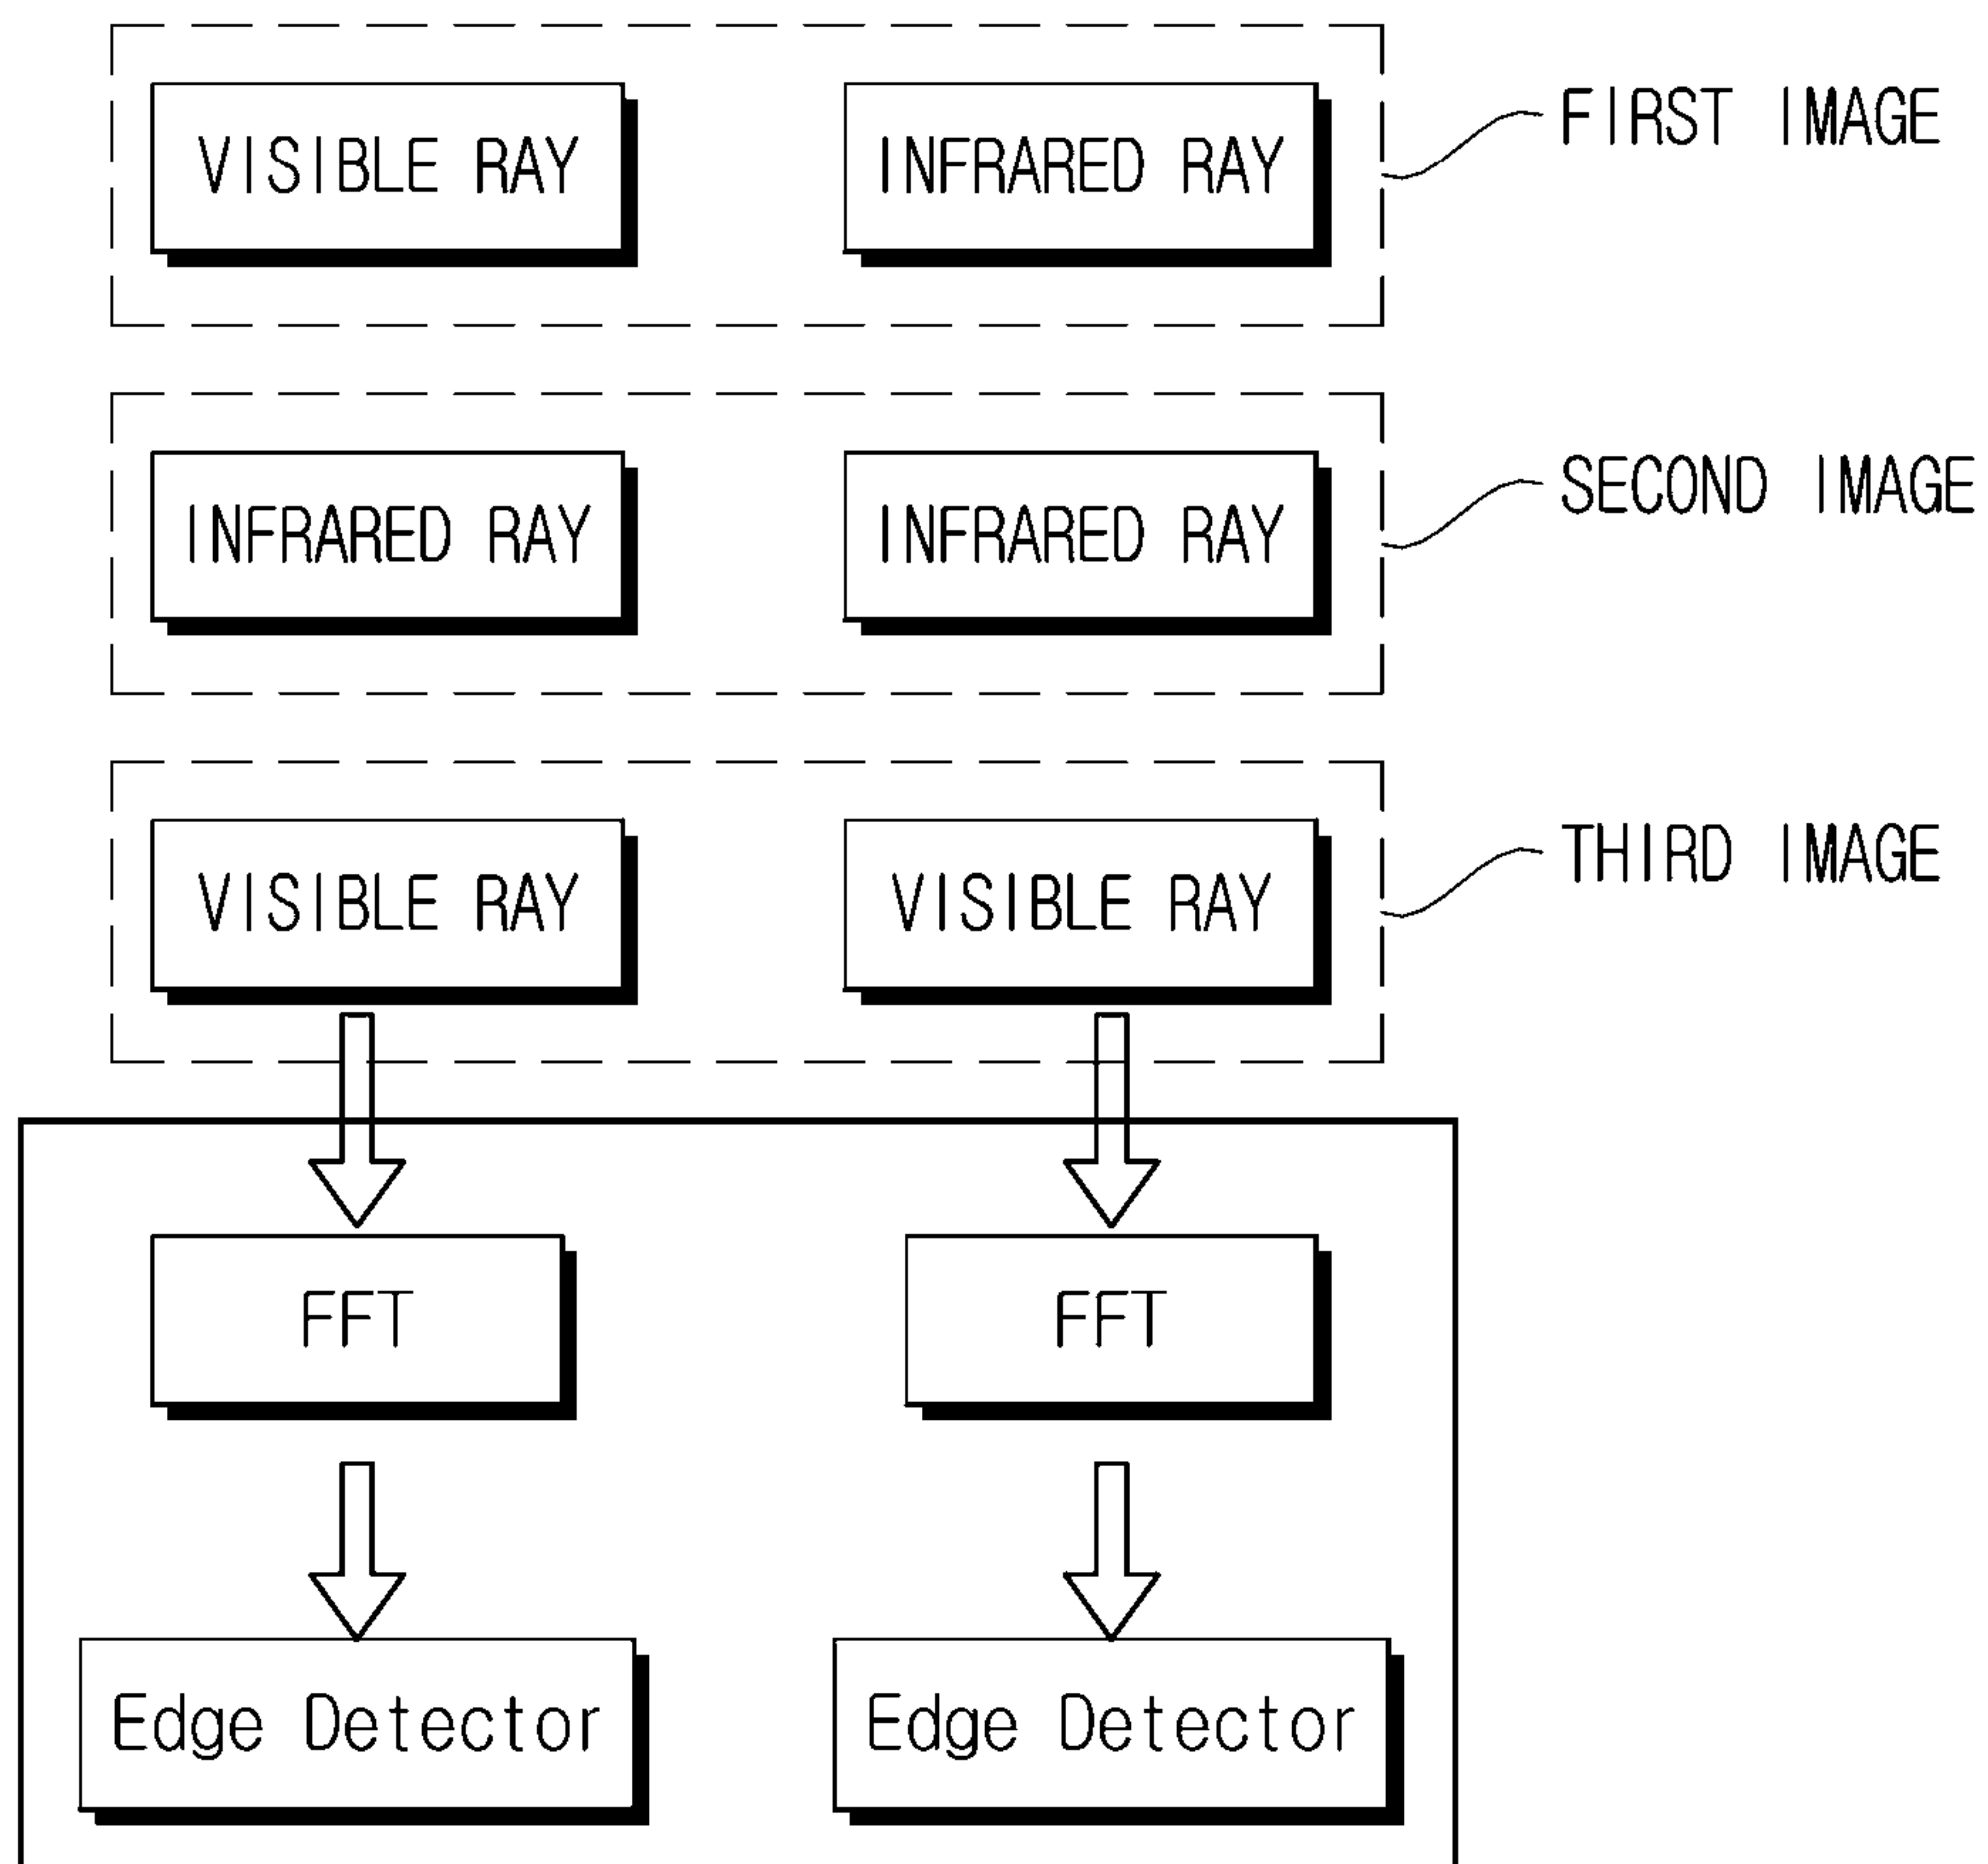 VISIBLE RAY INFRARED RAY FIRST IMAGE
INFRARED RAY INFRARED RAY SECOND IMAGE
VISIBLE RAY VISIBLE RAY THIRD IMAGE
FFT FFT
Edge Detector Edge Detector